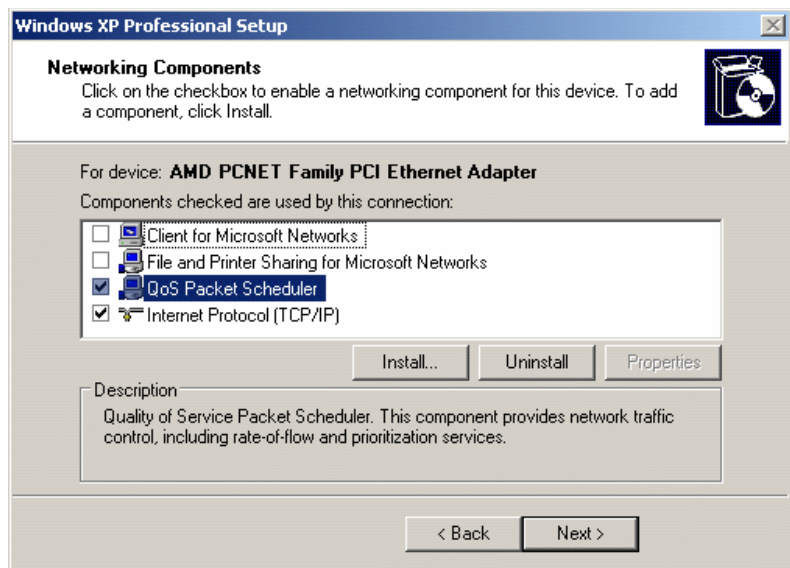 Windows XP Professional Setup
Networking Components
Click on the checkbox to enable a networking component for this device. To add
a component, click Install.
For device: AMD PCNET Family PCI Ethernet Adapter
Components checked are used by this connection:
Client for Microsoft Networks
File and Printer Sharing for Microsoft Networks
QoS Packet Scheduler
Internet Protocol (TCP/IP)
Install...
Uninstall
Properties
Description
Quality of Service Packet Scheduler. This component provides network traffic
control, including rate-of-flow and prioritization services.
< Back
Next >